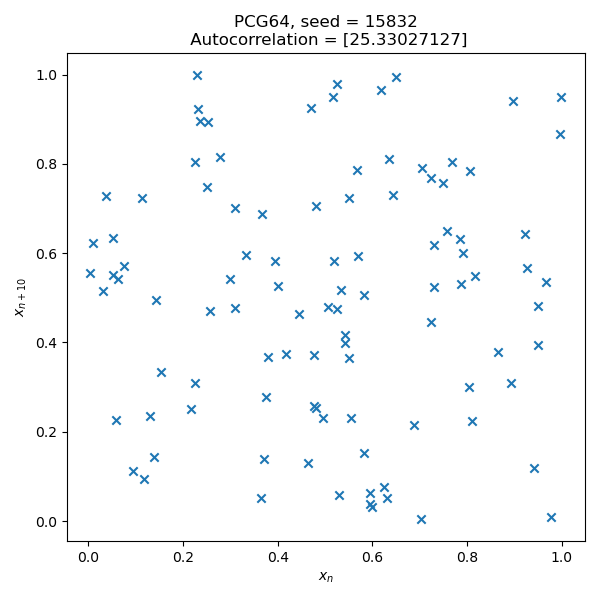 PCG64, seed = 15832
Autocorrelation = [25.33027127]
1.0
0.8
0.6
0.4
0.2
0.0
x_{n+10}
0.0 0.2 0.4 0.6 0.8 1.0
x_n